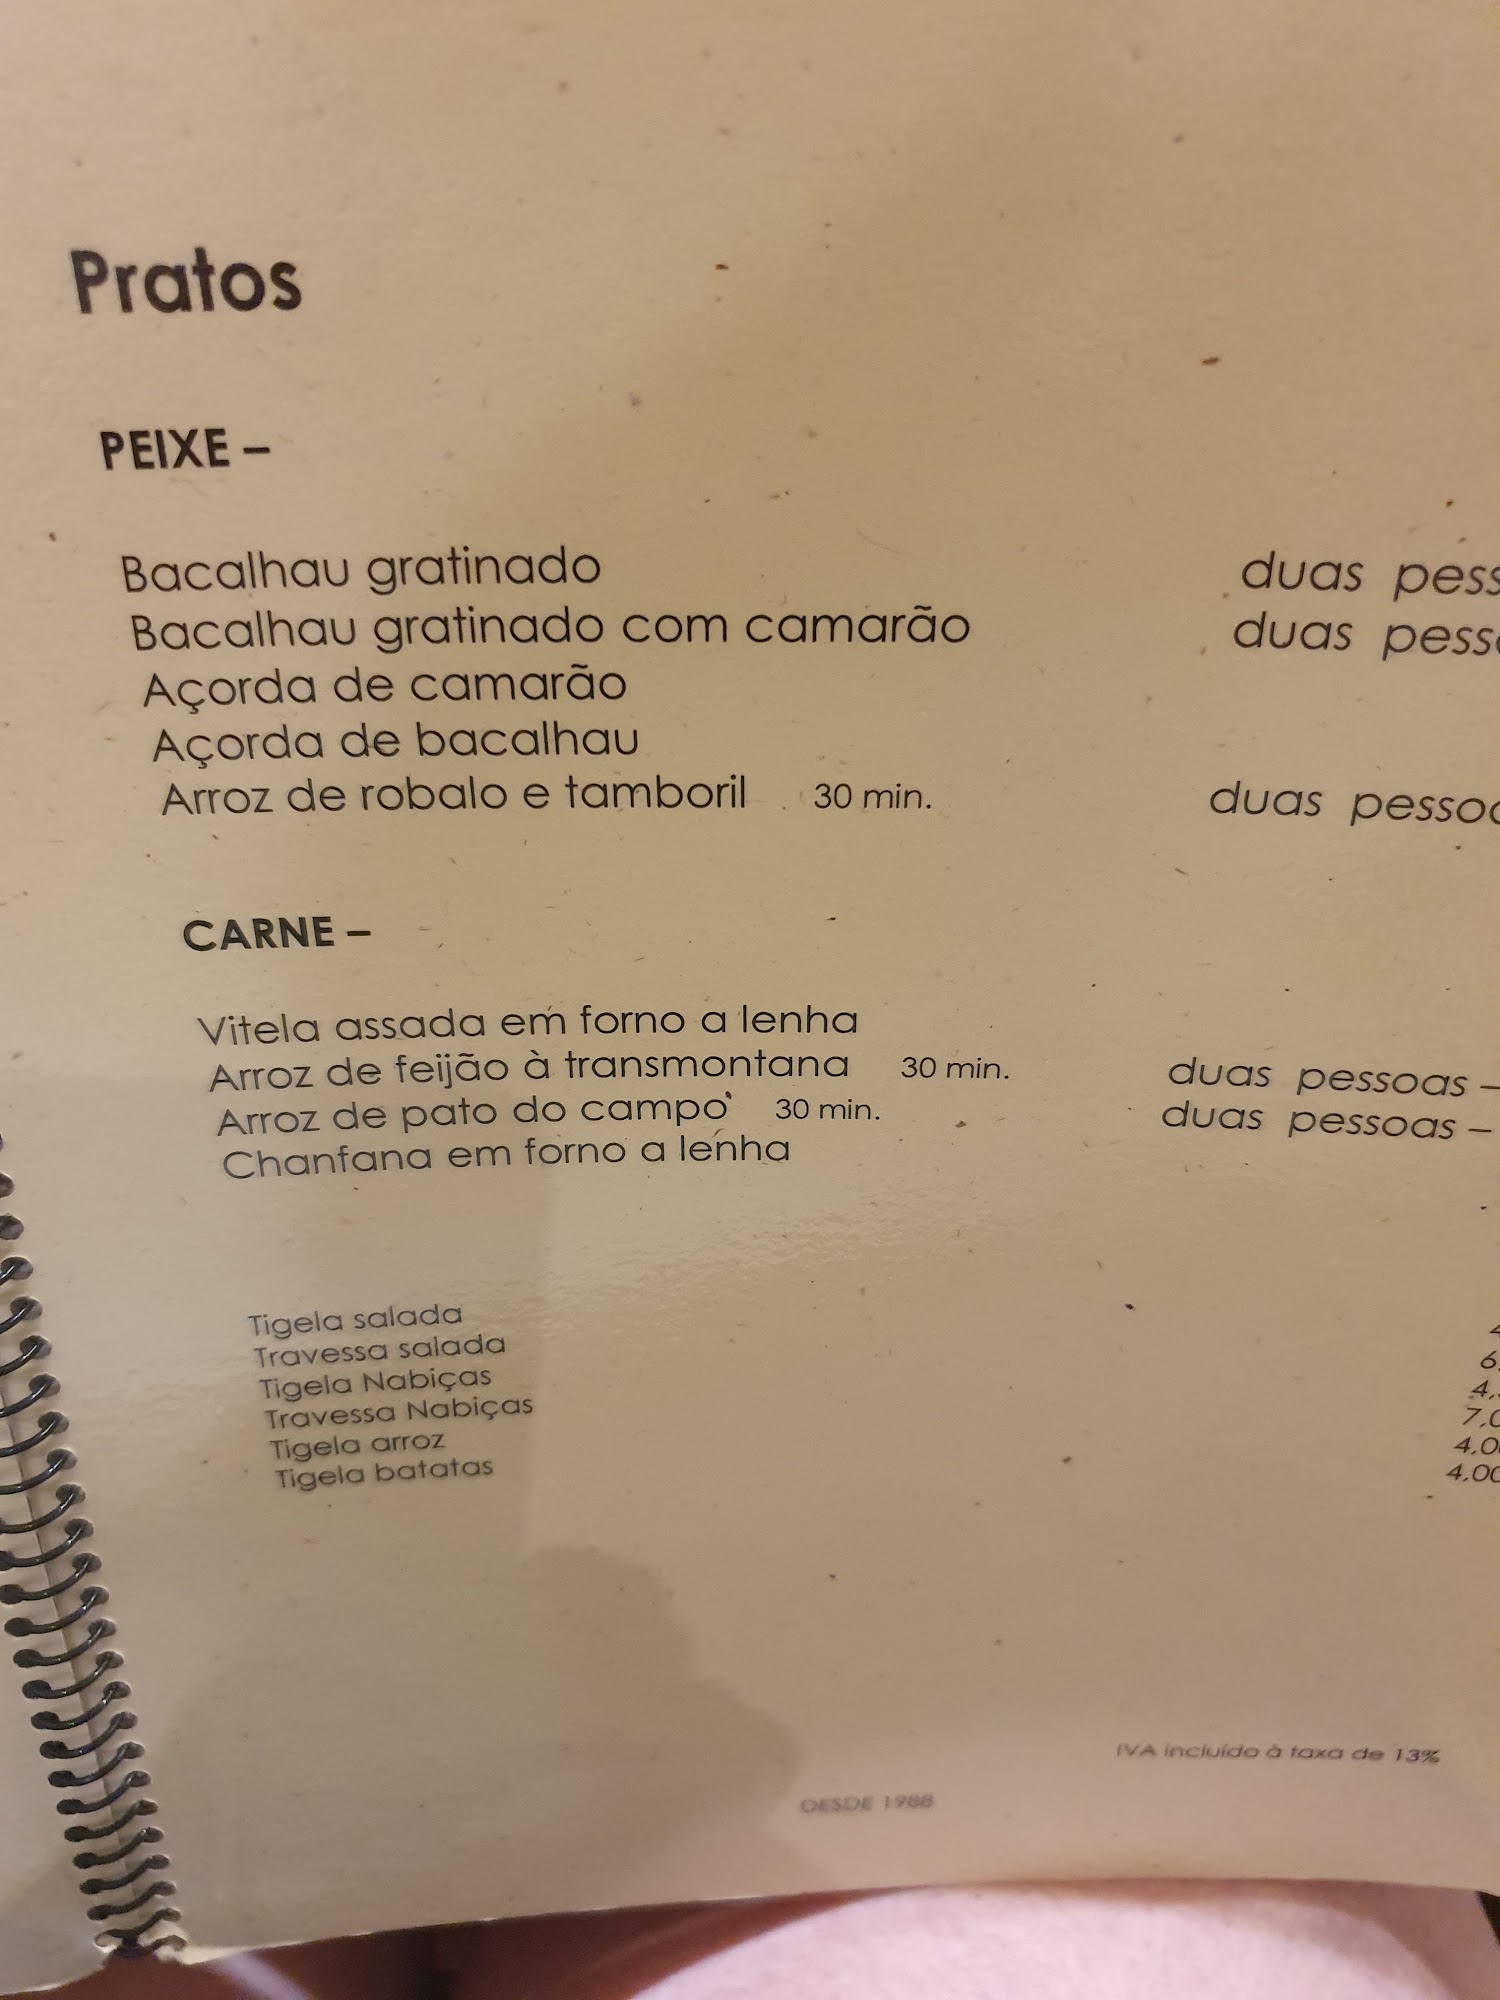 Pratos
PEIXE –
Bacalhau gratinado duas
Bacalhau gratinado com camarão duas
Açorda de camarão
Açorda de bacalhau
Arroz de robalo e tamboril 30 min. duas
CARNE –
Vitela assada em forno a lenha
Arroz de feijão à transmontana 30 min. duas pessoas –
Arroz de pato do campo 30 min. duas pessoas –
Chanfana em forno a lenha
Tigela salada
Travessa salada
Tigela Nabiças
Travessa Nabiças
Tigela arroz
Tigela batatas
IVA incluído à taxa de 13%
DESDE 1988